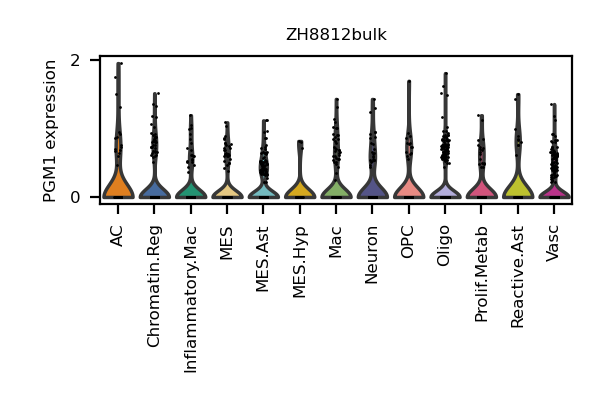 ZH8812bulk
PGM1 expression
2
0
AC
Chromatin.Reg
Inflammatory.Mac
MES
MES.Ast
MES.Hyp
Mac
Neuron
OPC
Oligo
Prolif.Metab
Reactive.Ast
Vasc